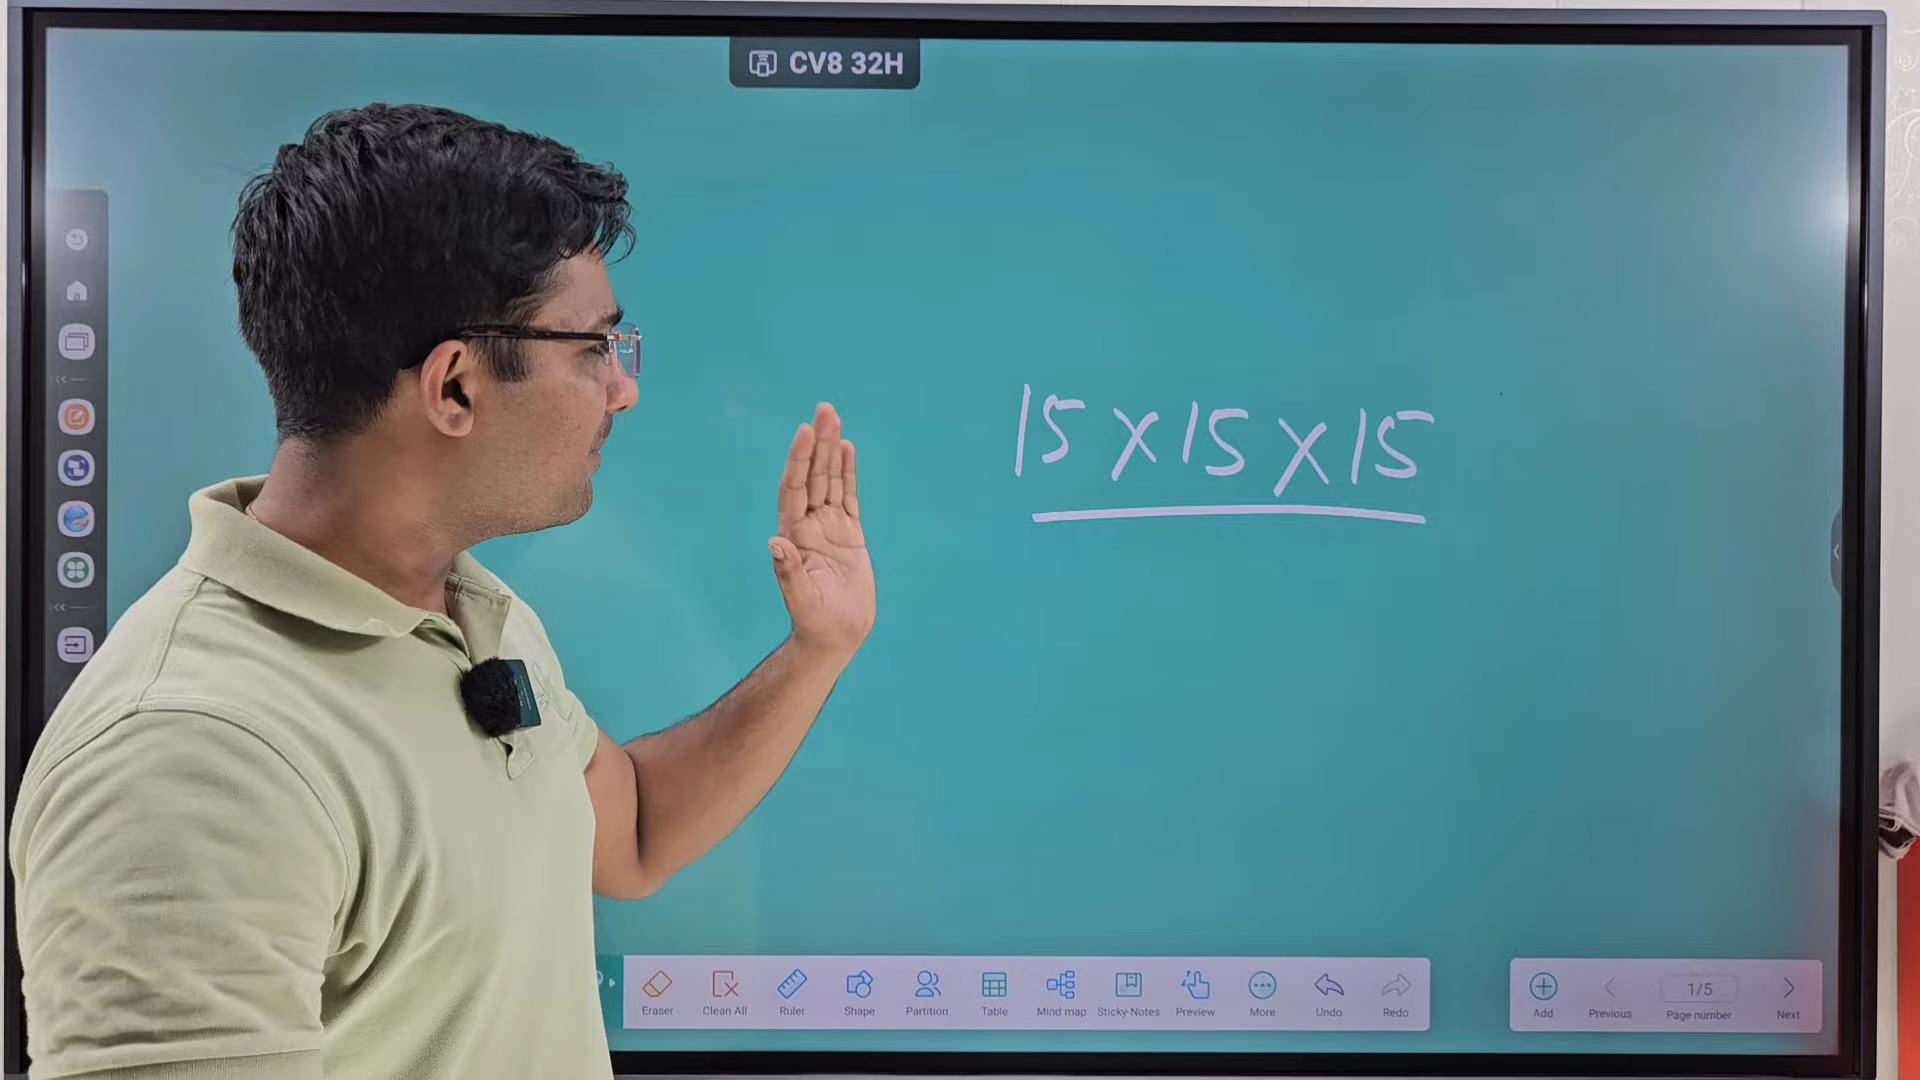 CV8 32H
15 x 15 x 15
Eraser Clean All Ruler Shape Partition Table Mind map Sticky-Notes Preview More Undo Redo Add Previous 1/5 Page number Next